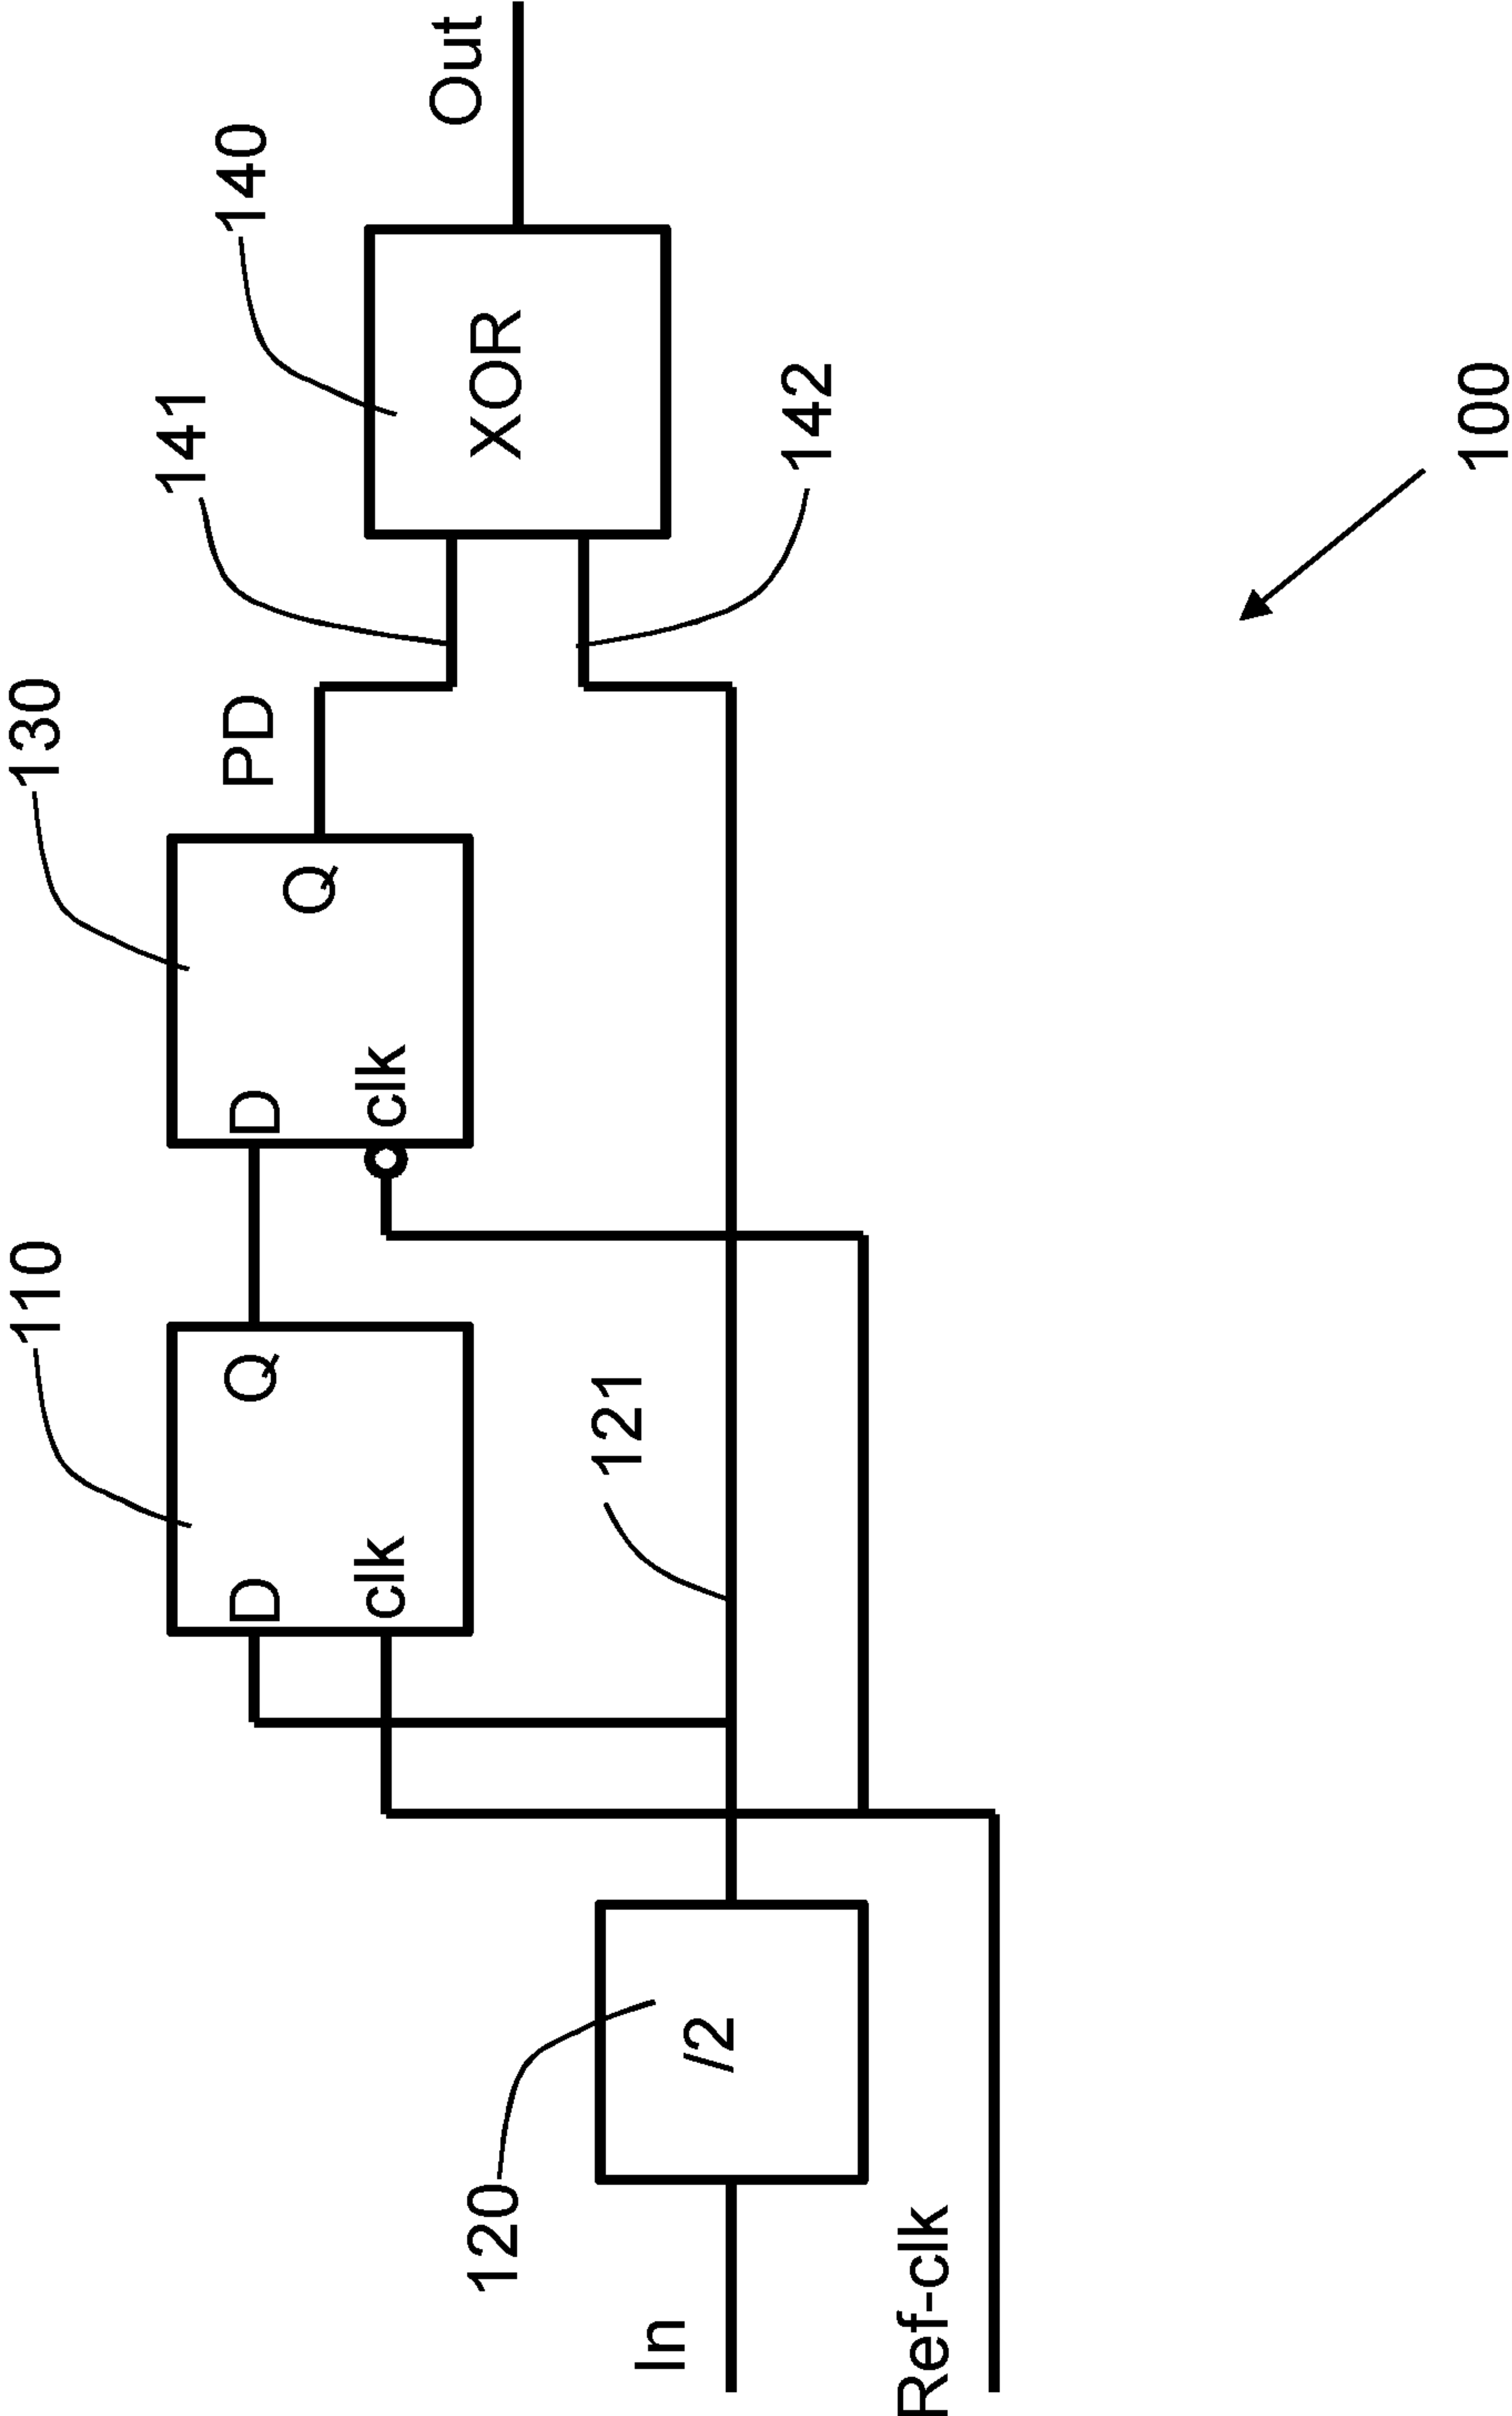 110
130
141
140
D
Q
D
Q
PD
clk
clk
XOR
Out
120
121
142
In
/2
Ref-clk
100